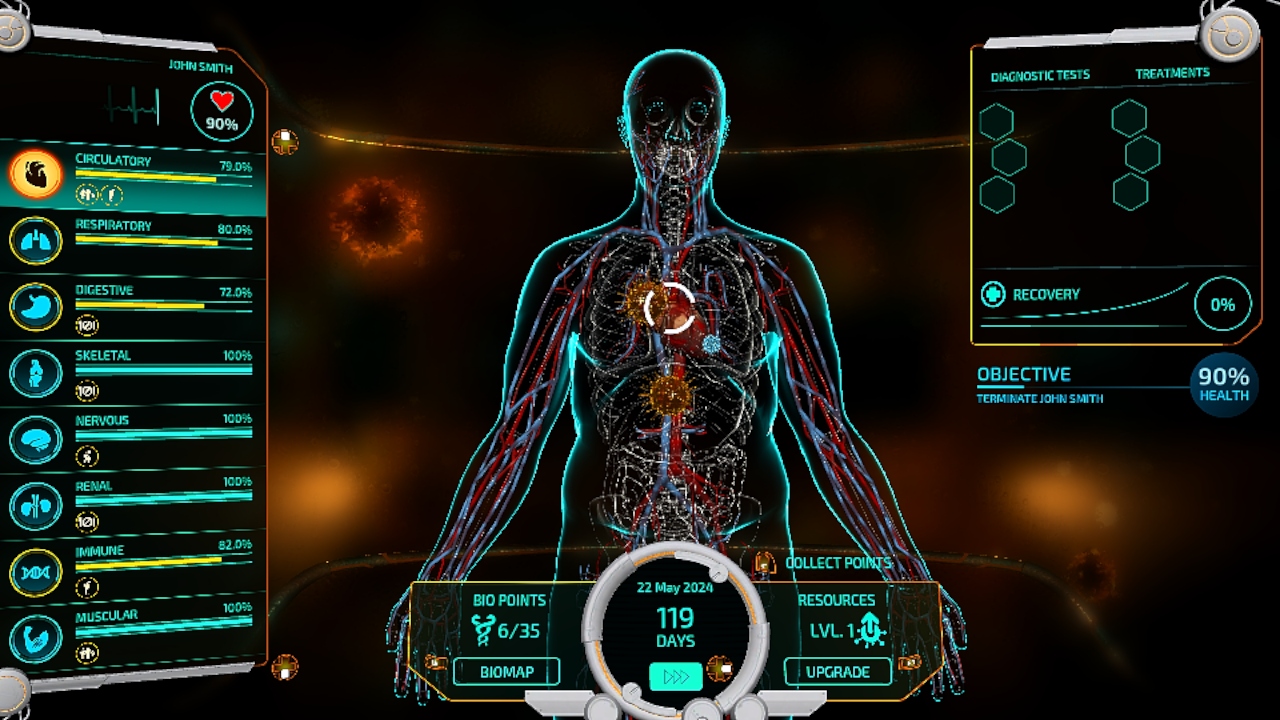 JOHN SMITH
90%
CIRCULATORY 79.0%
RESPIRATORY 80.0%
DIGESTIVE 72.0%
SKELETAL 100%
NERVOUS 100%
RENAL 100%
IMMUNE 82.0%
MUSCULAR 100%
DIAGNOSTIC TESTS TREATMENTS
RECOVERY 0%
OBJECTIVE
TERMINATE JOHN SMITH
90%
HEALTH
COLLECT POINTS
BIO POINTS
6/35
BIOMAP
22 May 2024
119
DAYS
RESOURCES
LVL. 1
UPGRADE